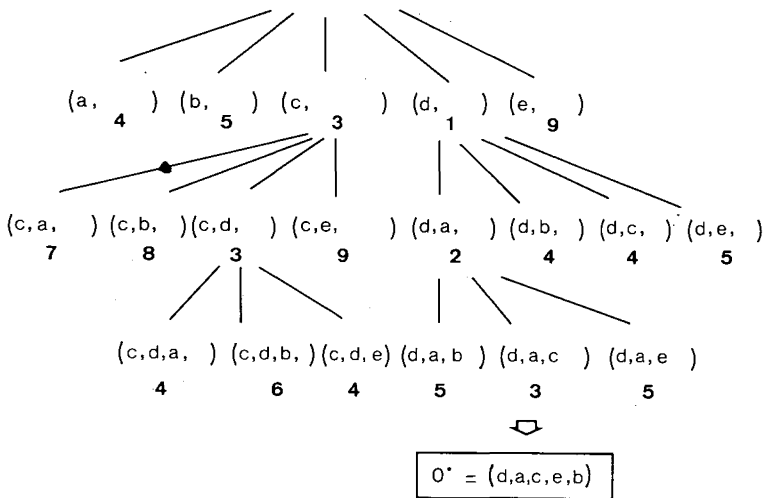 (a, ) (b, ) (c, ) (d, ) (e, )
4 5 3 1 9
(c,a, ) (c,b, ) (c,d, ) (c,e, ) (d,a, ) (d,b, ) (d,c, ) (d,e, )
7 8 3 9 2 4 4 5
(c,d,a, ) (c,d,b, ) (c,d,e) (d,a,b ) (d,a,c ) (d,a,e )
4 6 4 5 3 5
O* = (d,a,c,e,b)